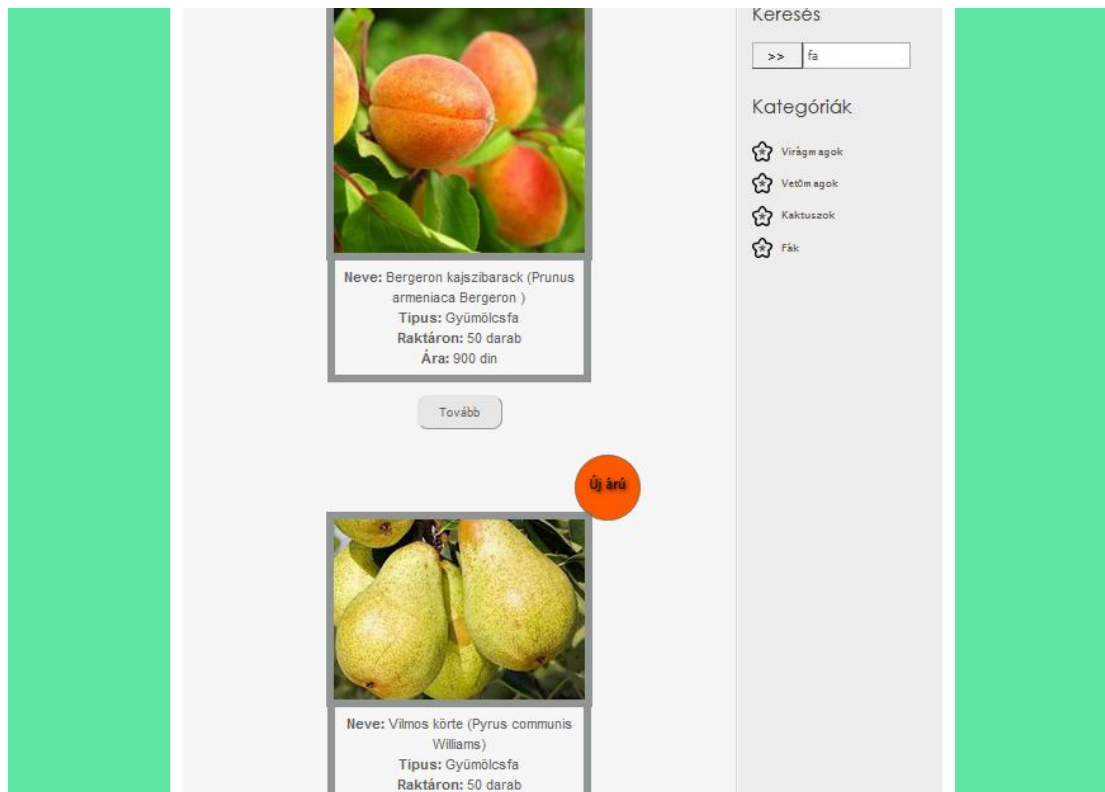 Neve: Bergeron kajszibarack (Prunus
armeniaca Bergeron )
Tipus: Gyümölcsfa
Raktáron: 50 darab
Ára: 900 din
Tovább
Új árú
Neve: Vilmos körte (Pyrus communis
Williams)
Tipus: Gyümölcsfa
Raktáron: 50 darab
Keresés
>> fa
Kategóriák
Virágmagok
Vetőmagok
Kaktuszok
Fák